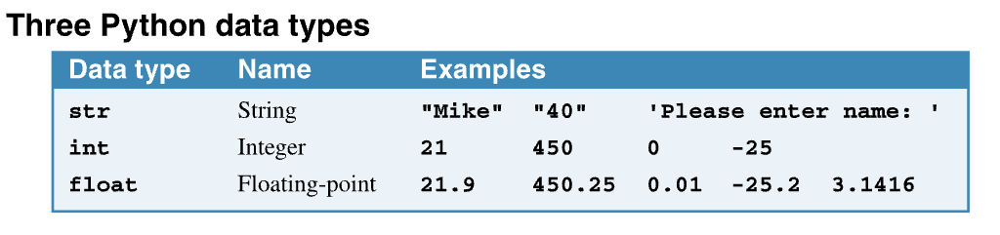 Three Python data types
Data type Name Examples
str String "Mike" "40" 'Please enter name: '
int Integer 21 450 0 -25
float Floating-point 21.9 450.25 0.01 -25.2 3.1416